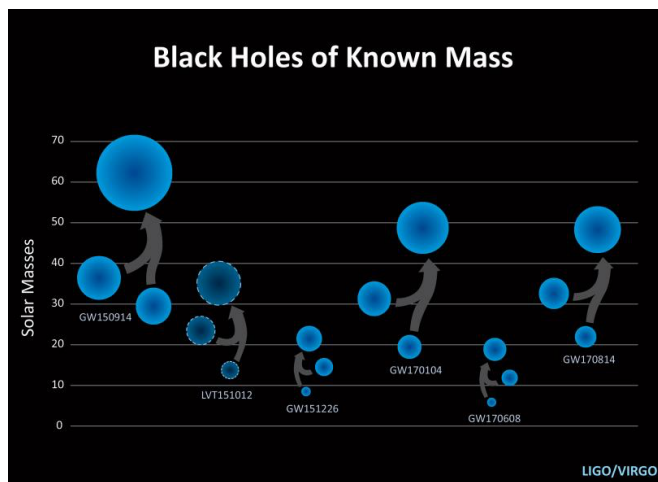 Black Holes of Known Mass
70
60
50
40
30
20
10
0
Solar Masses
GW150914
LVT151012
GW151226
GW170104
GW170608
GW170814
LIGO/VIRGO